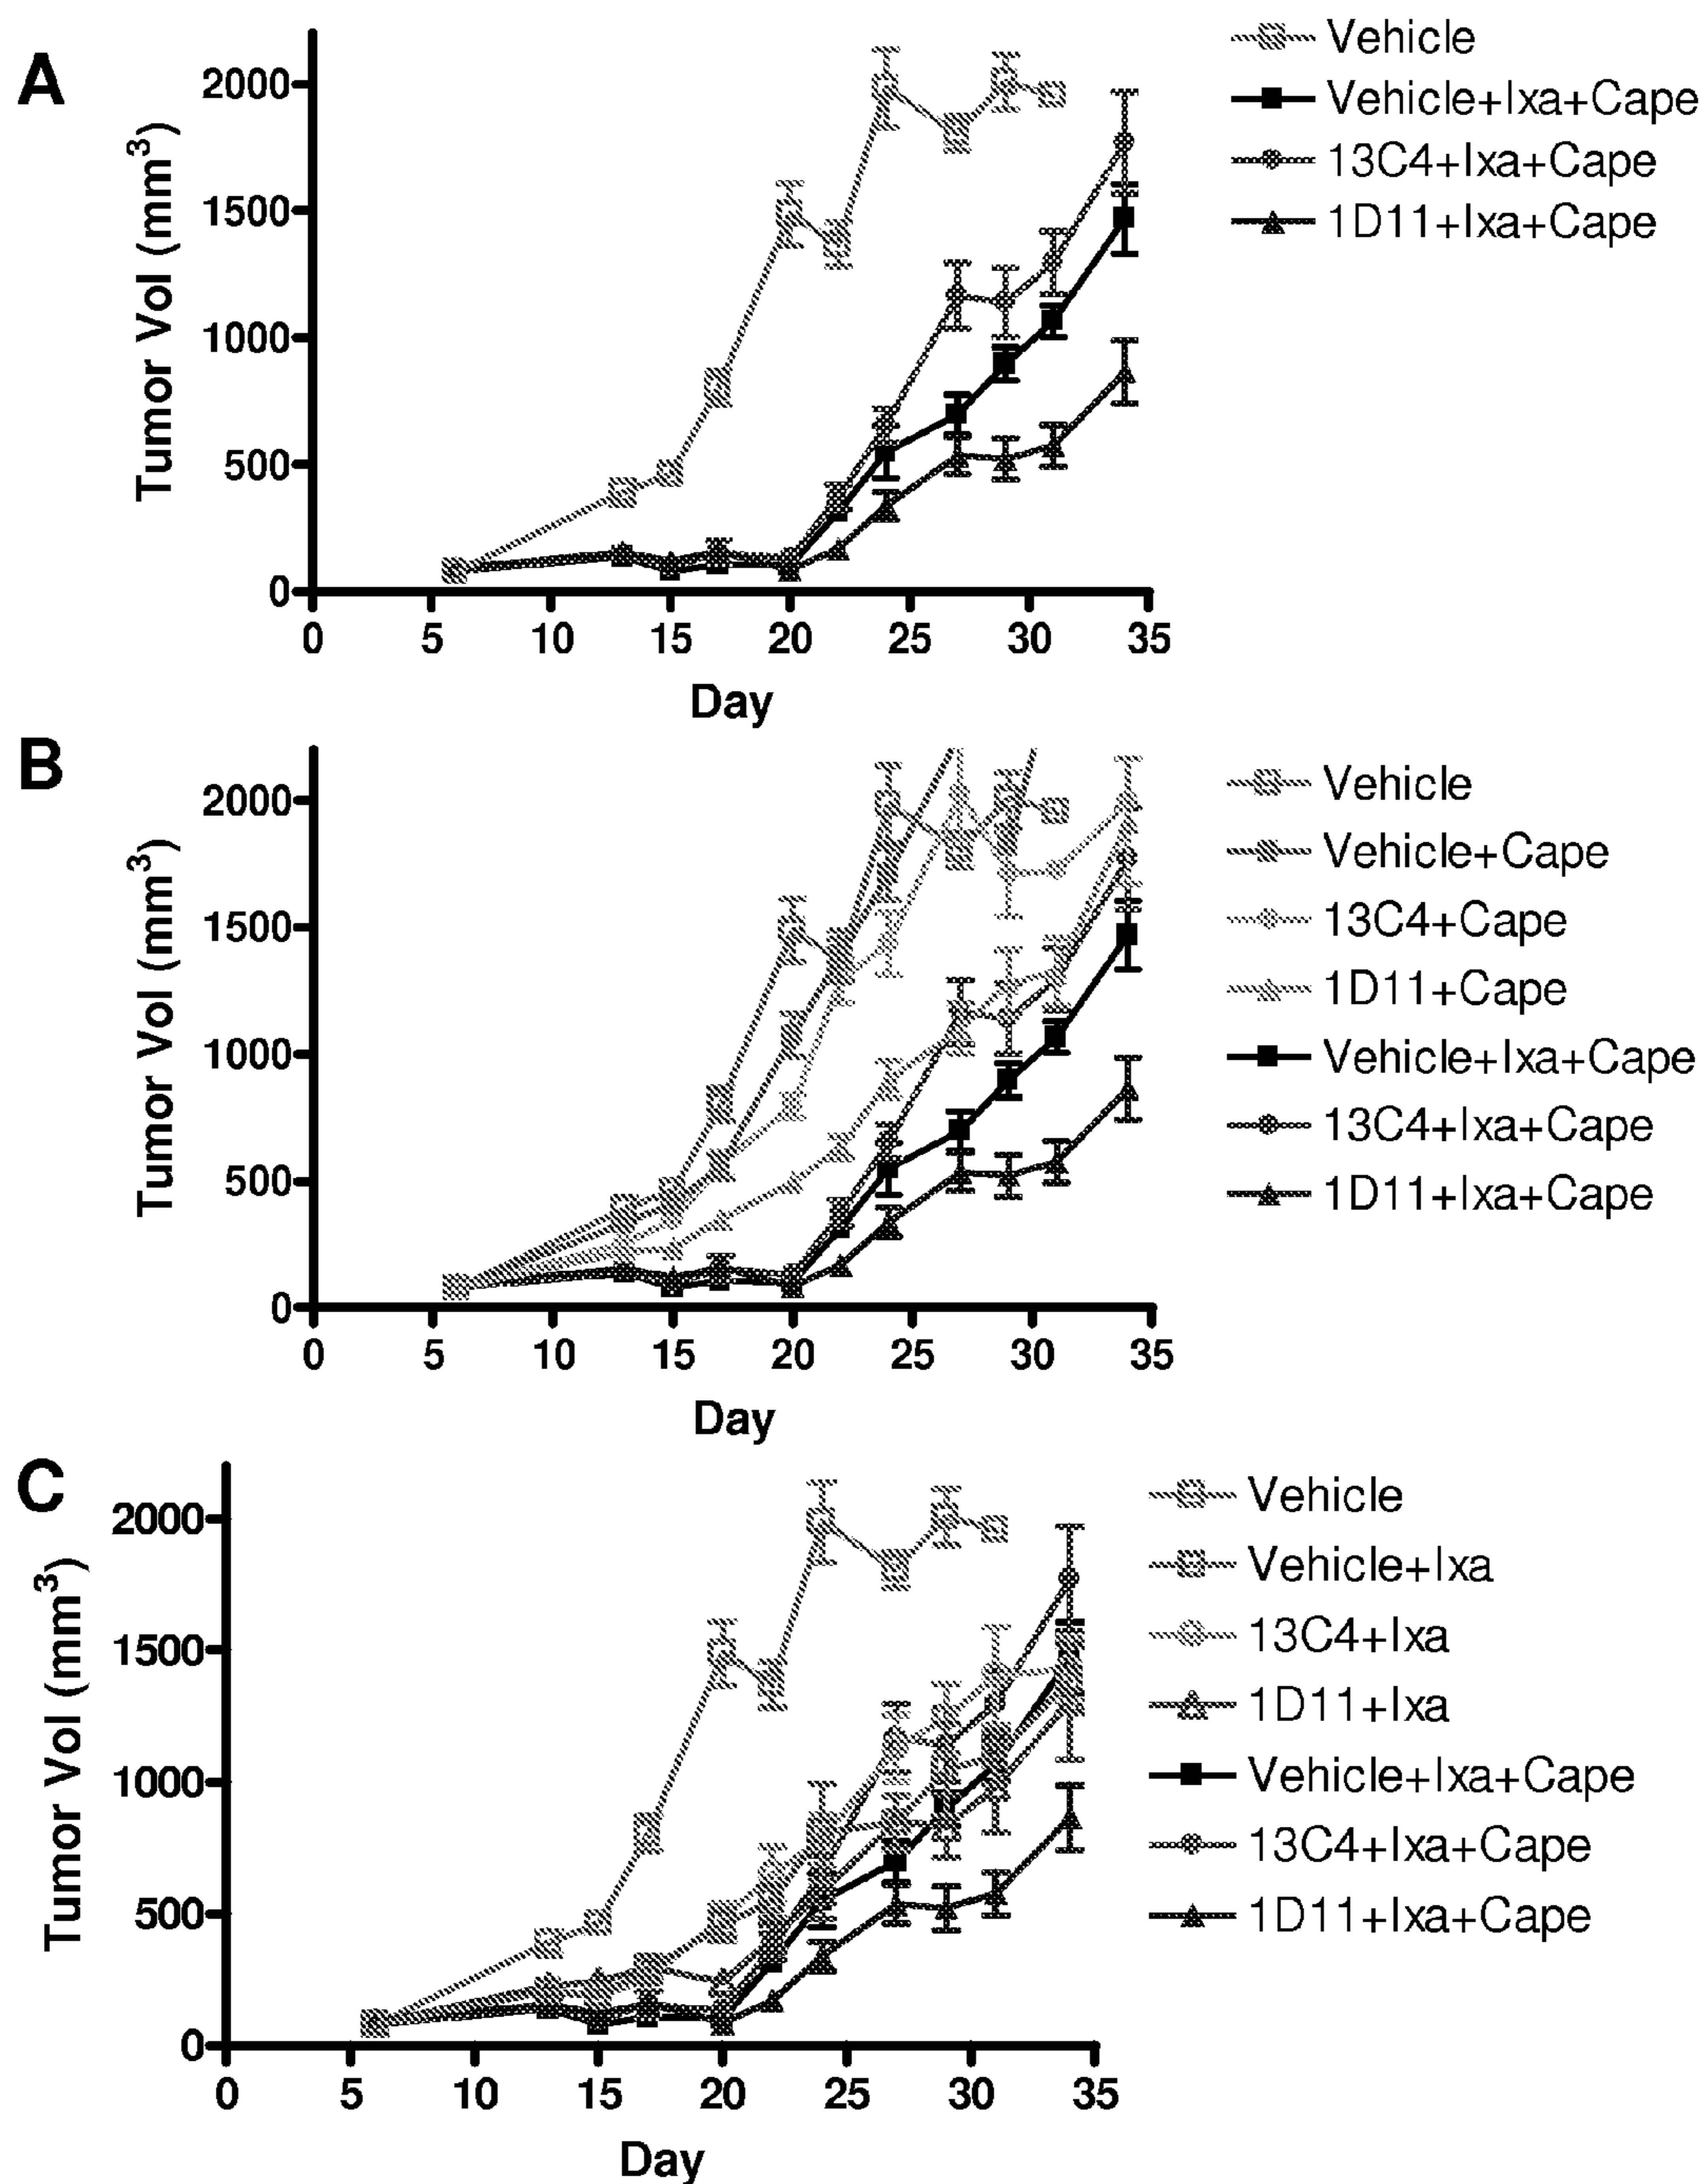 A
Tumor Vol (mm³)
2000
1500
1000
500
0
0 5 10 15 20 25 30 35
Day
Vehicle
Vehicle+Ixa+Cape
13C4+Ixa+Cape
1D11+Ixa+Cape
B
Tumor Vol (mm³)
2000
1500
1000
500
0
0 5 10 15 20 25 30 35
Day
Vehicle
Vehicle+Cape
13C4+Cape
1D11+Cape
Vehicle+Ixa+Cape
13C4+Ixa+Cape
1D11+Ixa+Cape
C
Tumor Vol (mm³)
2000
1500
1000
500
0
0 5 10 15 20 25 30 35
Day
Vehicle
Vehicle+Ixa
13C4+Ixa
1D11+Ixa
Vehicle+Ixa+Cape
13C4+Ixa+Cape
1D11+Ixa+Cape